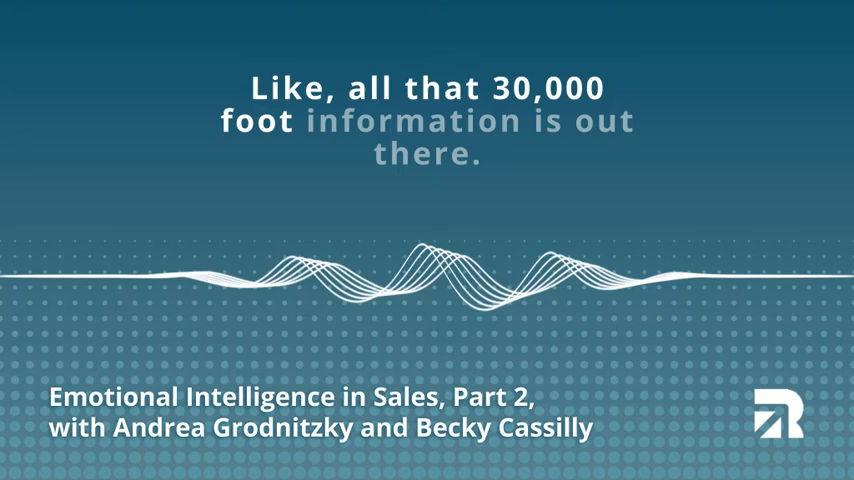 Like, all that 30,000
foot information is out
there.
Emotional Intelligence in Sales, Part 2,
with Andrea Grodnitzky and Becky Cassilly